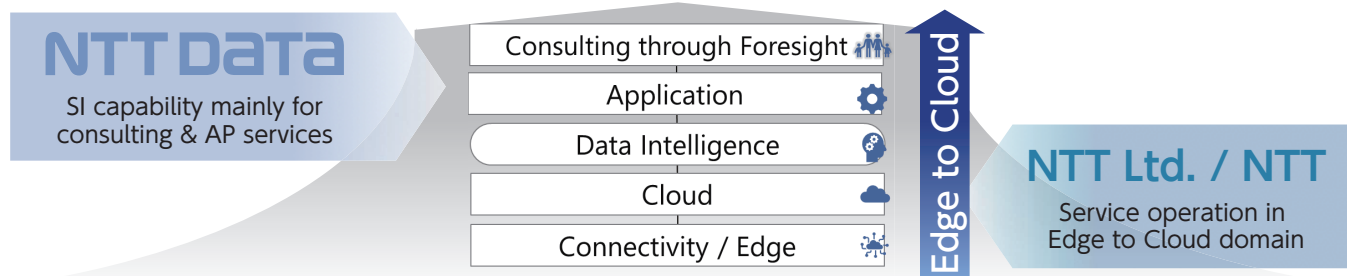 NTT DATA
SI capability mainly for
consulting & AP services
Consulting through Foresight
Application
Data Intelligence
Cloud
Connectivity / Edge
Edge to Cloud
NTT Ltd. / NTT
Service operation in
Edge to Cloud domain